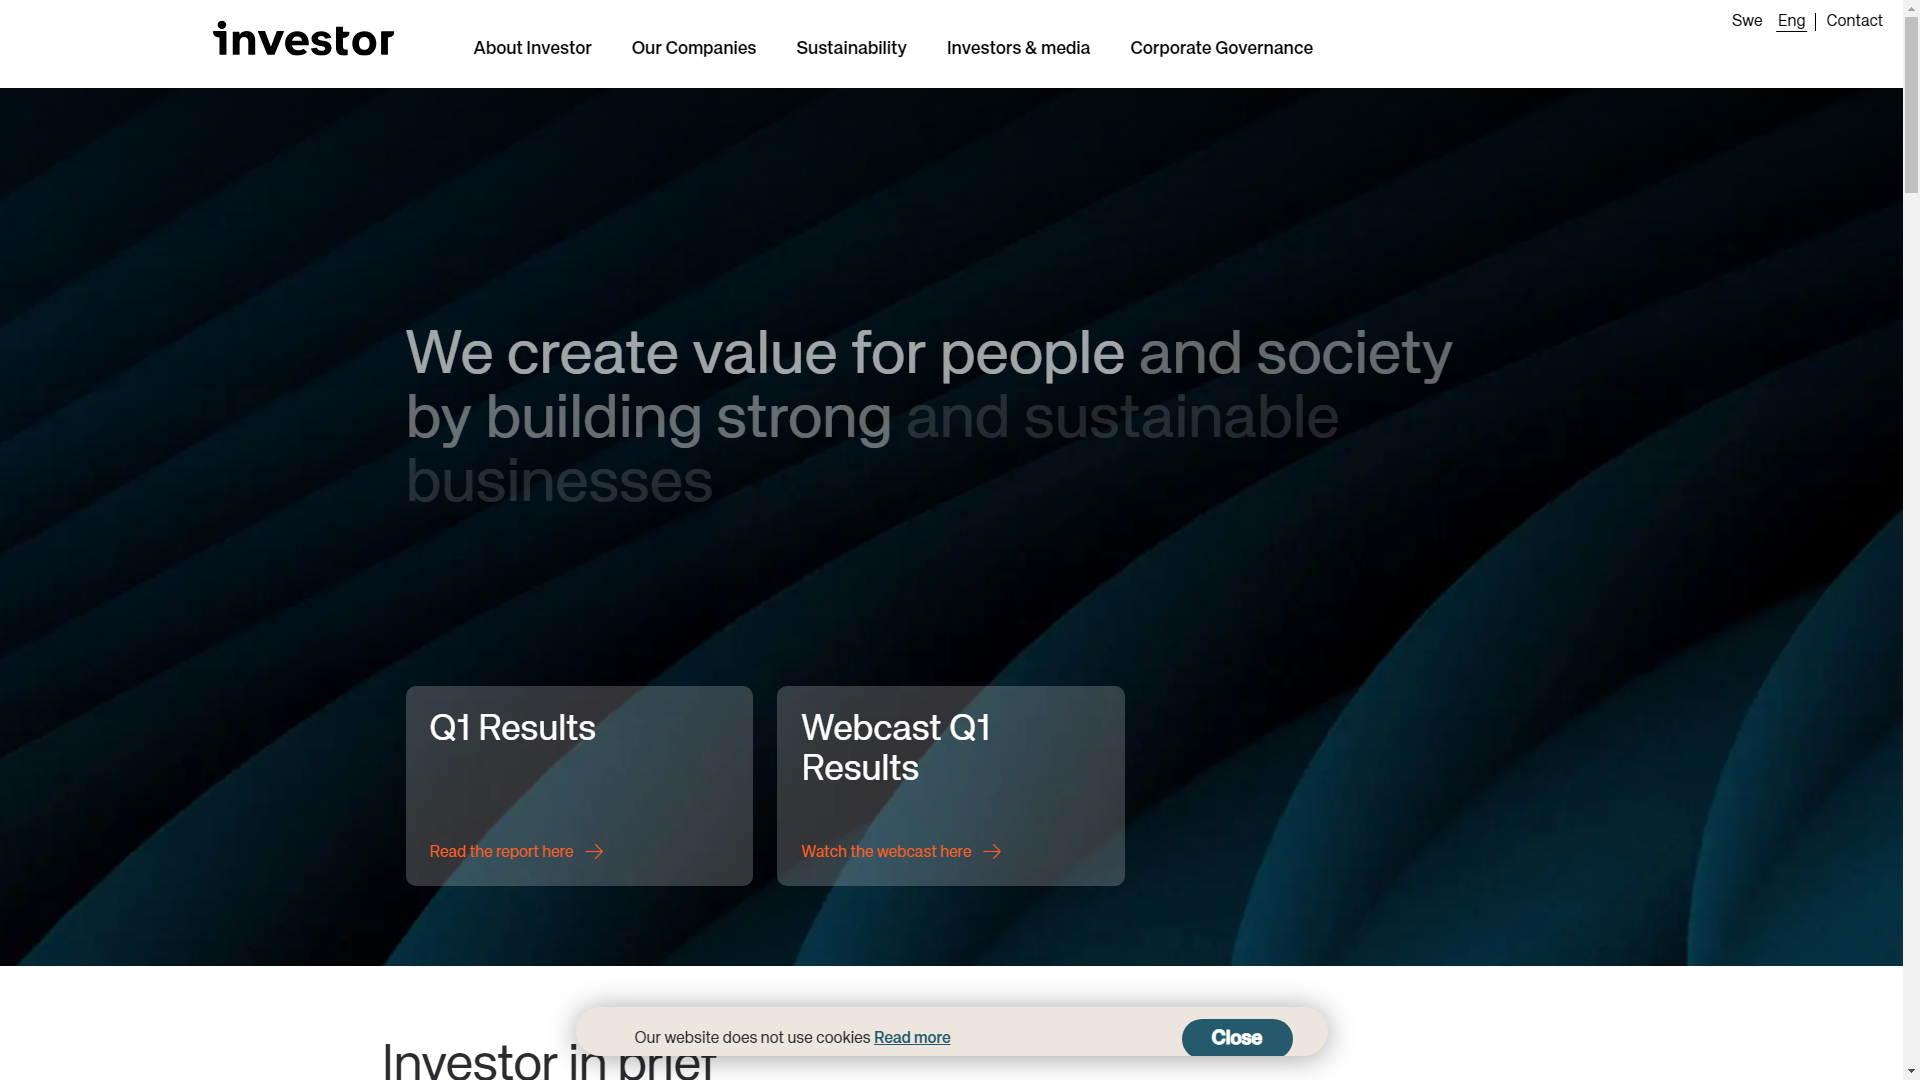 Swe Eng Contact
investor
About Investor Our Companies Sustainability Investors & media Corporate Governance
We create value for people and society
by building strong and sustainable
businesses
Q1 Results
Read the report here
Webcast Q1
Results
Watch the webcast here
Our website does not use cookies Read more
Close
Investor in brief